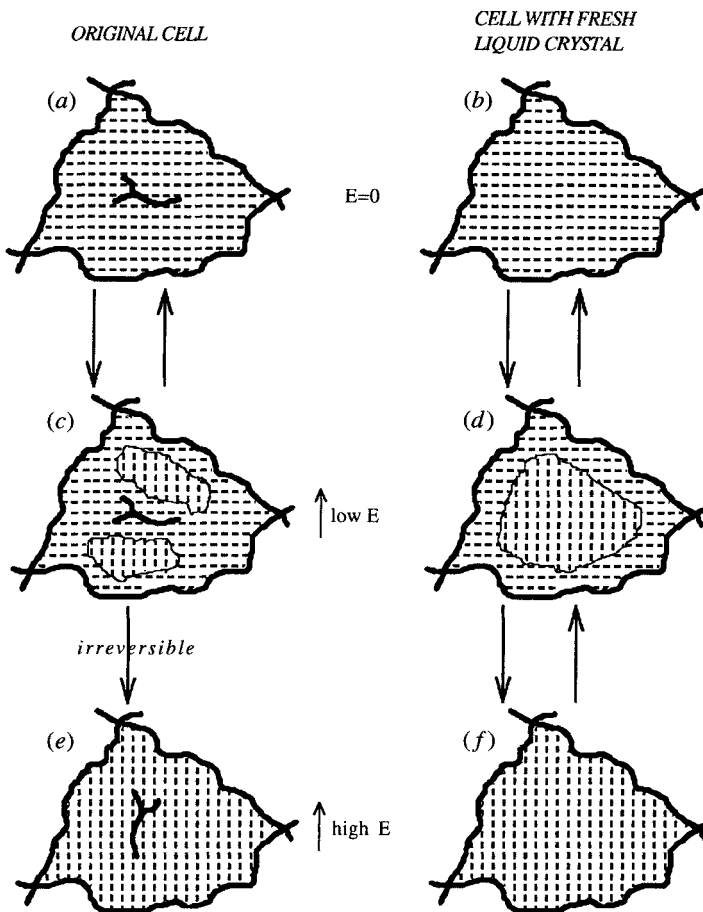 ORIGINAL CELL
CELL WITH FRESH
LIQUID CRYSTAL
(a)
(b)
E=0
(c)
(d)
low E
irreversible
(e)
(f)
high E